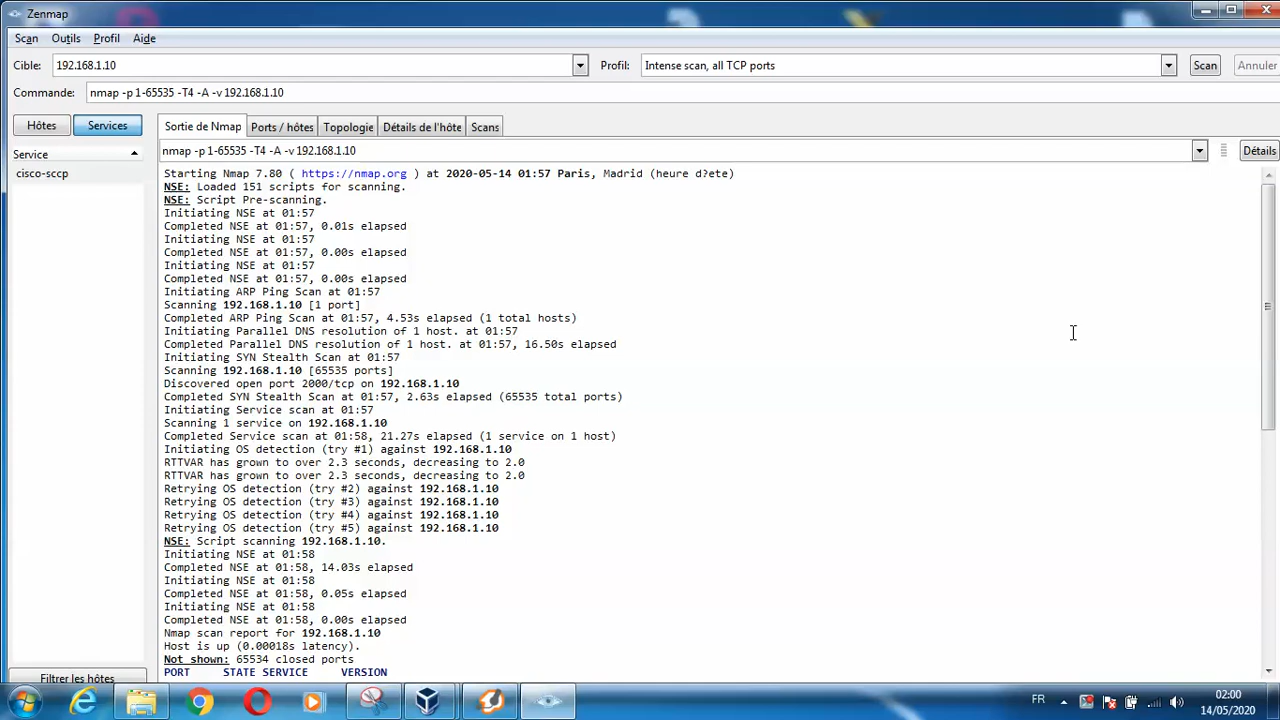 Zenmap
Scan Outils Profil Aide
Cible: 192.168.1.10 Profil: Intense scan, all TCP ports Scan Annuler
Commande: nmap -p 1-65535 -T4 -A -v 192.168.1.10
Hôtes Services Sortie de Nmap Ports / hôtes Topologie Détails de l'hôte Scans
Service nmap -p 1-65535 -T4 -A -v 192.168.1.10 Détails
cisco-sccp
Starting Nmap 7.80 ( https://nmap.org ) at 2020-05-14 01:57 Paris, Madrid (heure d?ete)
NSE: Loaded 151 scripts for scanning.
NSE: Script Pre-scanning.
Initiating NSE at 01:57
Completed NSE at 01:57, 0.01s elapsed
Initiating NSE at 01:57
Completed NSE at 01:57, 0.00s elapsed
Initiating NSE at 01:57
Completed NSE at 01:57, 0.00s elapsed
Initiating ARP Ping Scan at 01:57
Scanning 192.168.1.10 [1 port]
Completed ARP Ping Scan at 01:57, 4.53s elapsed (1 total hosts)
Initiating Parallel DNS resolution of 1 host. at 01:57
Completed Parallel DNS resolution of 1 host. at 01:57, 16.50s elapsed
Initiating SYN Stealth Scan at 01:57
Scanning 192.168.1.10 [65535 ports]
Discovered open port 2000/tcp on 192.168.1.10
Completed SYN Stealth Scan at 01:57, 2.63s elapsed (65535 total ports)
Initiating Service scan at 01:57
Scanning 1 service on 192.168.1.10
Completed Service scan at 01:58, 21.27s elapsed (1 service on 1 host)
Initiating OS detection (try #1) against 192.168.1.10
RTTVAR has grown to over 2.3 seconds, decreasing to 2.0
RTTVAR has grown to over 2.3 seconds, decreasing to 2.0
Retrying OS detection (try #2) against 192.168.1.10
Retrying OS detection (try #3) against 192.168.1.10
Retrying OS detection (try #4) against 192.168.1.10
Retrying OS detection (try #5) against 192.168.1.10
NSE: Script scanning 192.168.1.10.
Initiating NSE at 01:58
Completed NSE at 01:58, 14.03s elapsed
Initiating NSE at 01:58
Completed NSE at 01:58, 0.05s elapsed
Initiating NSE at 01:58
Completed NSE at 01:58, 0.00s elapsed
Nmap scan report for 192.168.1.10
Host is up (0.00018s latency).
Not shown: 65534 closed ports
PORT STATE SERVICE VERSION
Filtrer les hôtes
FR 02:00
14/05/2020